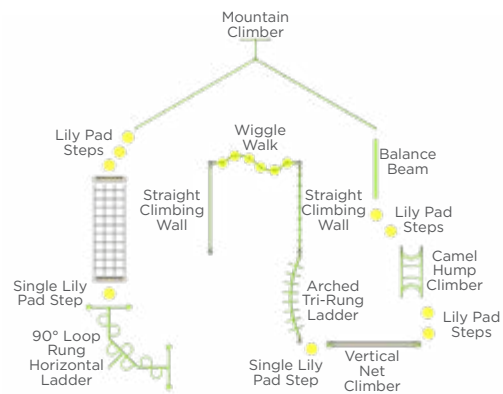 Mountain
Climber
Lily Pad
Steps
Wiggle
Walk
Balance
Beam
Straight
Climbing
Wall
Straight
Climbing
Wall
Lily Pad
Steps
Camel
Hump
Climber
Single Lily
Pad Step
Arched
Tri-Rung
Ladder
Lily Pad
Steps
90° Loop
Rung
Horizontal
Ladder
Single Lily
Pad Step
Vertical
Net
Climber